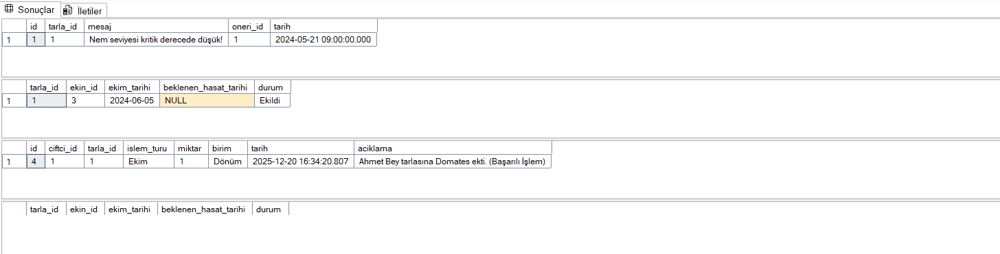 Sonuçlar İletiler
id tarla_id mesaj oneri_id tarih
1 1 1 Nem seviyesi kritik derecede düşük! 1 2024-05-21 09:00:00.000
tarla_id ekin_id ekim_tarihi beklenen_hasat_tarihi durum
1 1 3 2024-06-05 NULL Ekildi
id ciftci_id tarla_id islem_turu miktar birim tarih aciklama
1 4 1 1 Ekim 1 Dönüm 2025-12-20 16:34:20.807 Ahmet Bey tarlasına Domates ekti. (Başarılı İşlem)
tarla_id ekin_id ekim_tarihi beklenen_hasat_tarihi durum